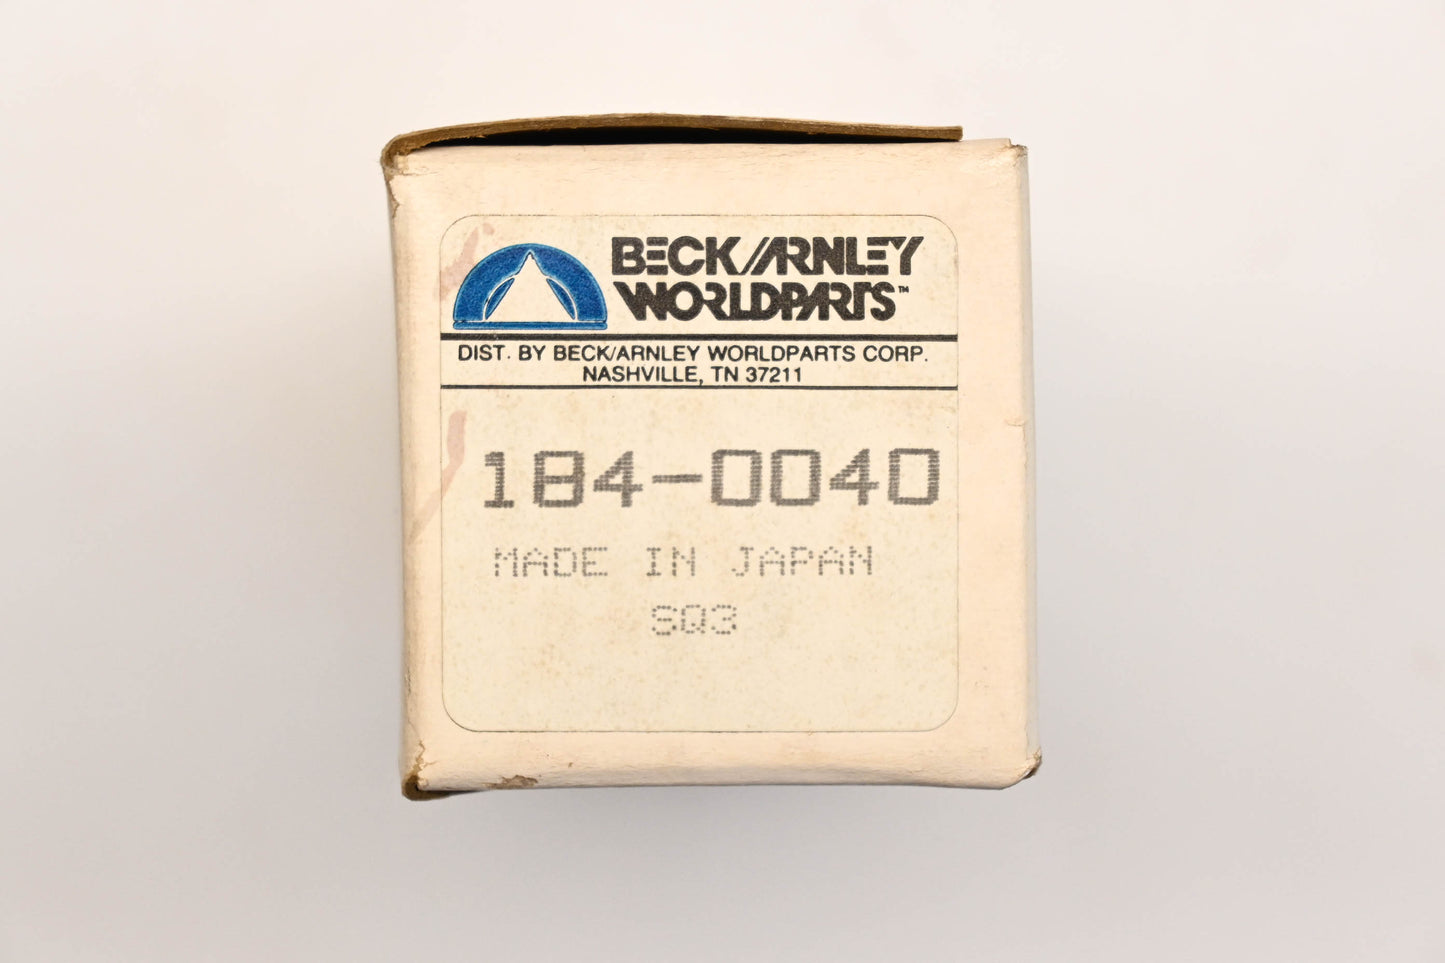 BECK/ARNLEY
WORLDPARTS™
DIST. BY BECK/ARNLEY WORLDPARTS CORP.
NASHVILLE, TN 37211
184-0040
MADE IN JAPAN
SQ3